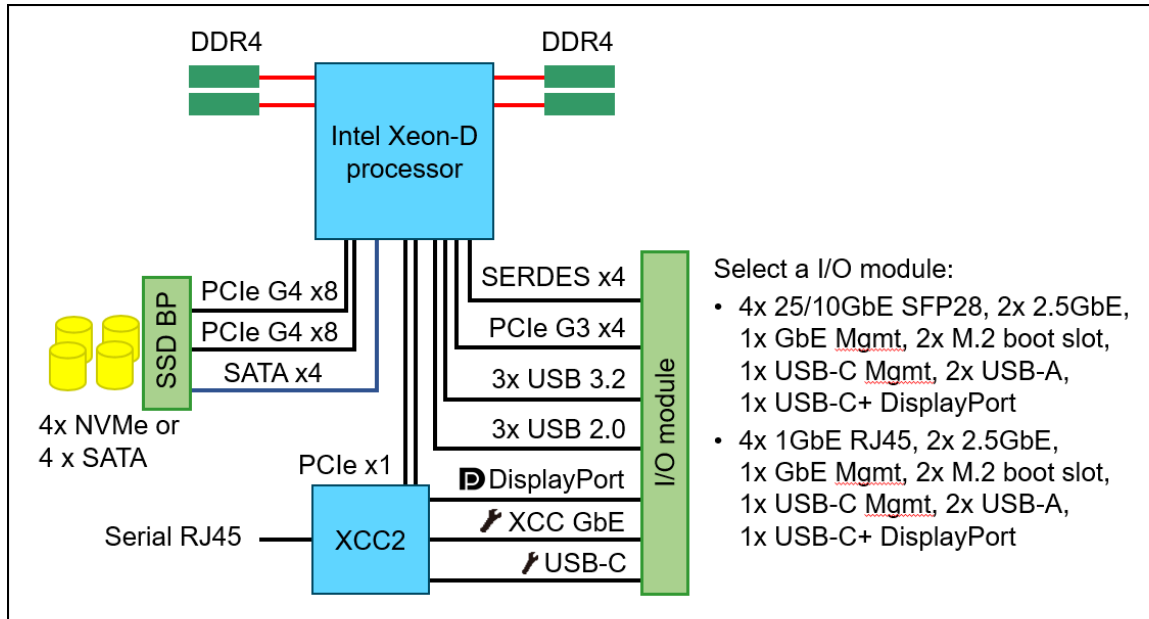 DDR4
DDR4
Intel Xeon-D
processor
SSD BP
PCIe G4 x8
PCIe G4 x8
SATA x4
4x NVMe or
4 x SATA
SERDES x4
PCIe G3 x4
3x USB 3.2
3x USB 2.0
PCIe x1
DisplayPort
XCC GbE
USB-C
Serial RJ45
XCC2
I/O module
Select a I/O module:
• 4x 25/10GbE SFP28, 2x 2.5GbE,
1x GbE Mgmt, 2x M.2 boot slot,
1x USB-C Mgmt, 2x USB-A,
1x USB-C+ DisplayPort
• 4x 1GbE RJ45, 2x 2.5GbE,
1x GbE Mgmt, 2x M.2 boot slot,
1x USB-C Mgmt, 2x USB-A,
1x USB-C+ DisplayPort